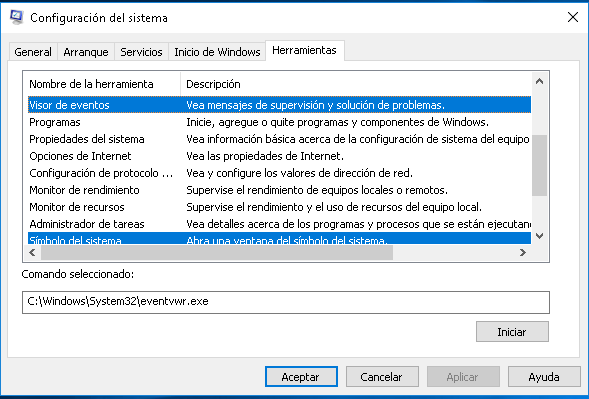 Configuración del sistema
General Arranque Servicios Inicio de Windows Herramientas
Nombre de la herramienta Descripción
Visor de eventos Vea mensajes de supervisión y solución de problemas.
Programas Inicie, agregue o quite programas y componentes de Windows.
Propiedades del sistema Vea información básica acerca de la configuración de sistema del equipo
Opciones de Internet Vea las propiedades de Internet.
Configuración de protocolo ... Vea y configure los valores de dirección de red.
Monitor de rendimiento Supervise el rendimiento de equipos locales o remotos.
Monitor de recursos Supervise el rendimiento y el uso de recursos del equipo local.
Administrador de tareas Vea detalles acerca de los programas y procesos que se están ejecutan
Símbolo del sistema Abra una ventana del símbolo del sistema.
Comando seleccionado:
C:\Windows\System32\eventvwr.exe
Iniciar
Aceptar Cancelar Aplicar Ayuda